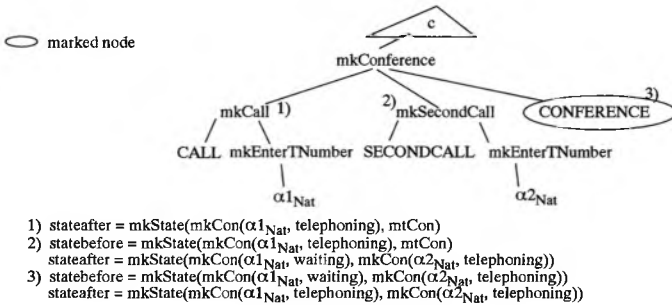 c
marked node
mkConference
mkCall 1) 2) mkSecondCall CONFERENCE 3)
CALL mkEnterTNumber SECONDCALL mkEnterTNumber
α1Nat α2Nat
1) stateafter = mkState(mkCon(α1Nat, telephoning), mtCon)
2) statebefore = mkState(mkCon(α1Nat, telephoning), mtCon)
stateafter = mkState(mkCon(α1Nat, waiting), mkCon(α2Nat, telephoning))
3) statebefore = mkState(mkCon(α1Nat, waiting), mkCon(α2Nat, telephoning))
stateafter = mkState(mkCon(α1Nat, telephoning), mkCon(α2Nat, telephoning))